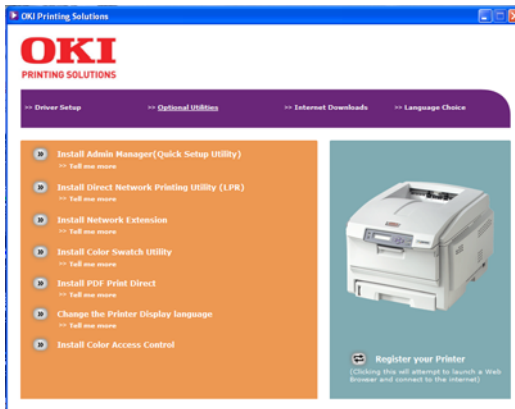 OKI Printing Solutions
OKI
PRINTING SOLUTIONS
>> Driver Setup >> Optional Utilities >> Internet Downloads >> Language Choice
Install Admin Manager(Quick Setup Utility)
>> Tell me more
Install Direct Network Printing Utility (LPR)
>> Tell me more
Install Network Extension
>> Tell me more
Install Color Swatch Utility
>> Tell me more
Install PDF Print Direct
>> Tell me more
Change the Printer Display language
>> Tell me more
Install Color Access Control
Register your Printer
(Clicking this will attempt to launch a Web
Browser and connect to the internet)